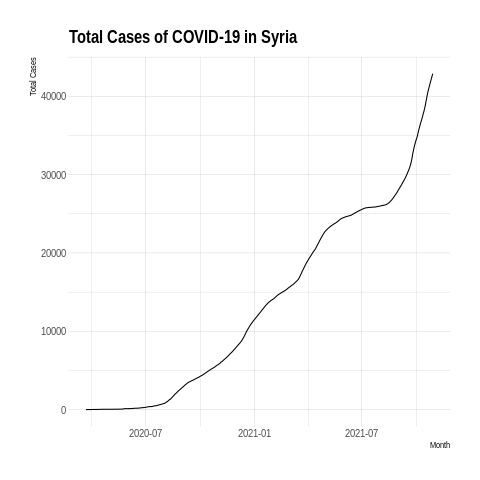 Total Cases of COVID-19 in Syria
Total Cases
40000
30000
20000
10000
0
2020-07 2021-01 2021-07
Month